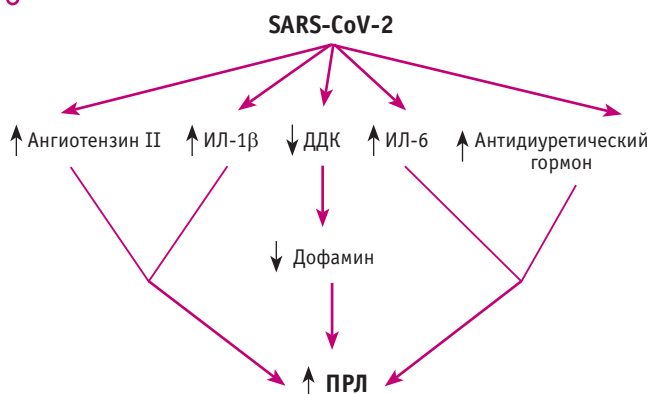 SARS-CoV-2
Ангиотензин II
ИЛ-1β
ДДК
ИЛ-6
Антидиуретический
гормон
Дофамин
ПРЛ